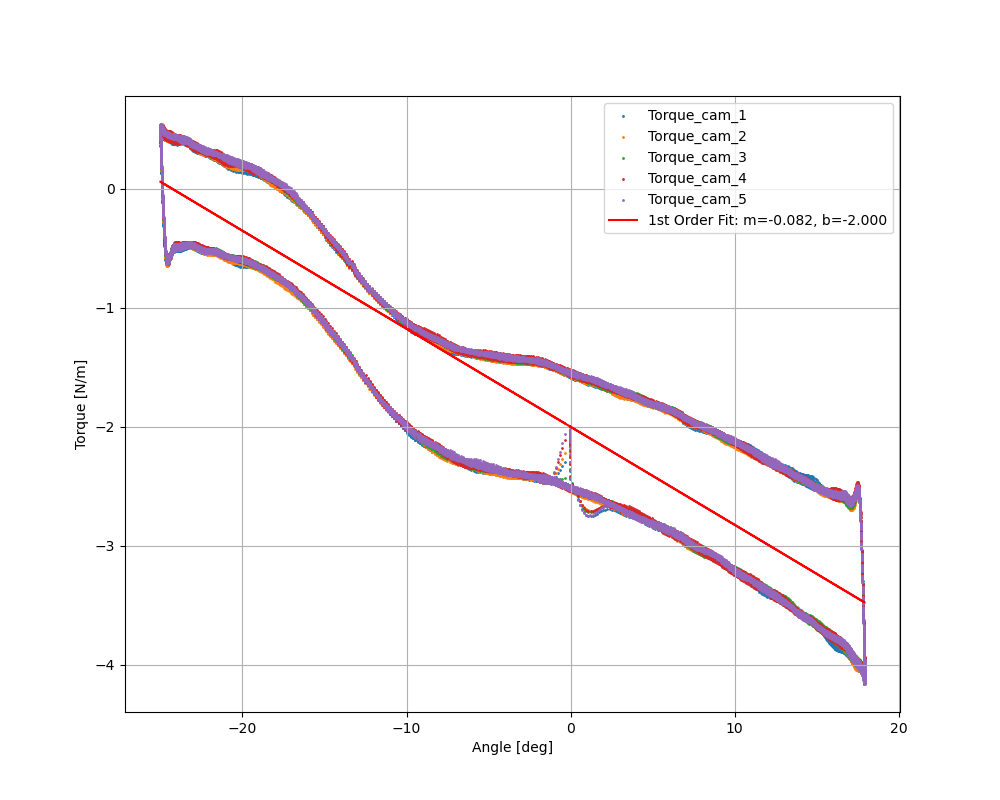 Torque_cam_1
Torque_cam_2
Torque_cam_3
Torque_cam_4
Torque_cam_5
1st Order Fit: m=-0.082, b=-2.000
0
−1
−2
−3
−4
Torque [N/m]
−20
−10
0
10
20
Angle [deg]